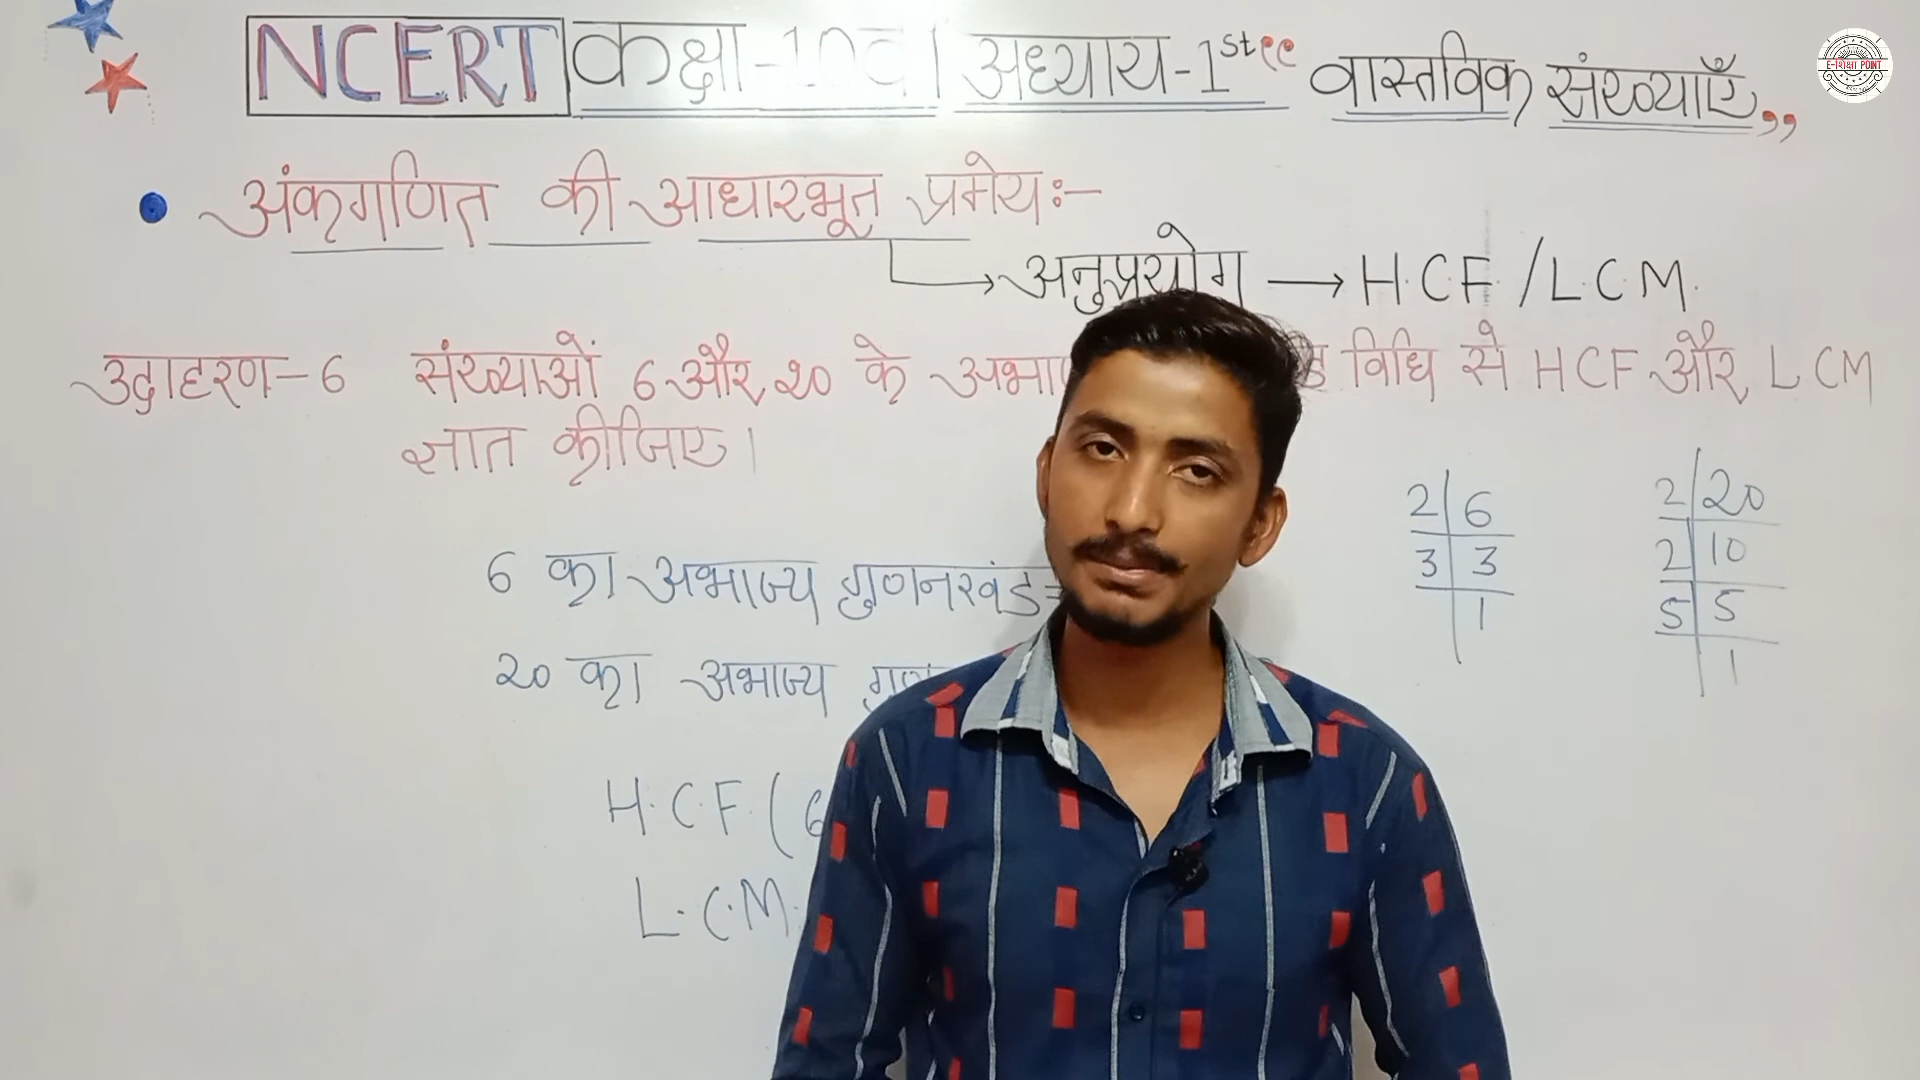 NCERT कक्षा-10वीं अध्याय-1st “ वास्तविक संख्याएँ,,
E-शिक्षा POINT
अंकगणित की आधारभूत प्रमेय:-
अनुप्रयोग → H.C.F / L.C.M.
उदाहरण-6 संख्याओं 6 और 20 के विधि से HCF और LCM
ज्ञात कीजिए।
6 का अभाज्य गुणनखंड=
20 का अभाज्य
H.C.F (6
L.C.M.
2 6
3 3
1
2 20
2 10
5 5
1